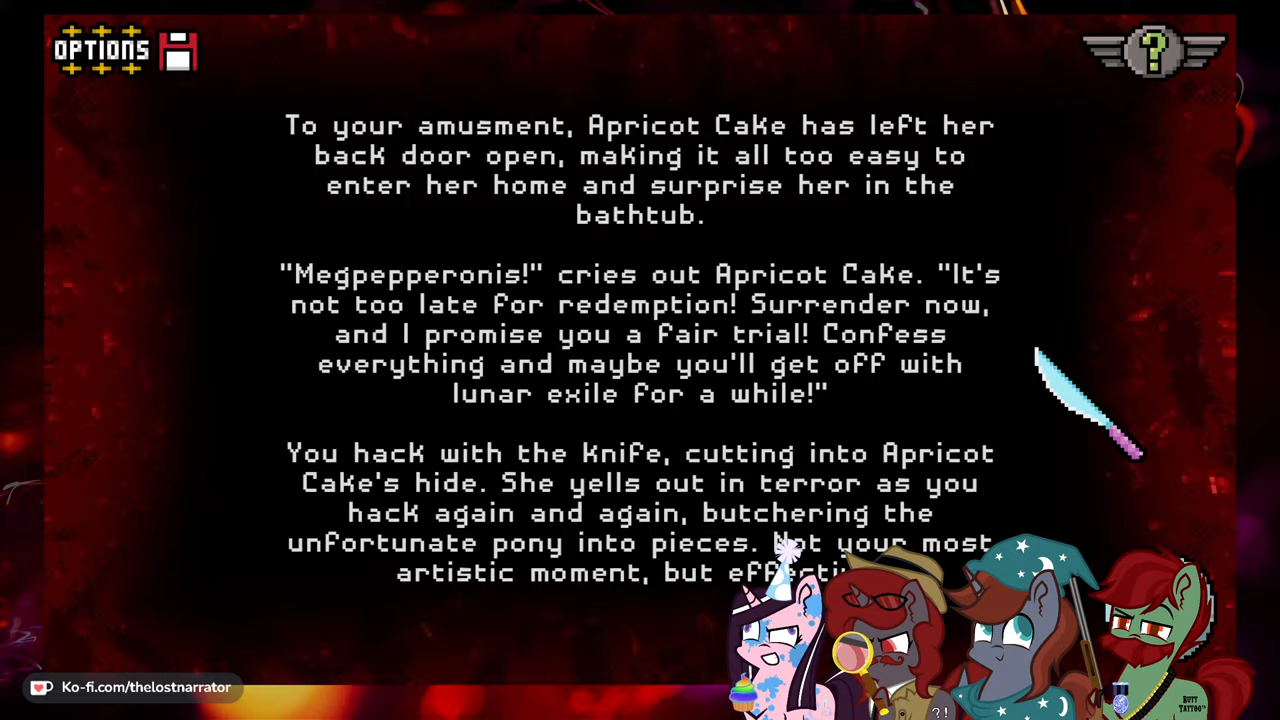 OPTIONS
?
To your amusment, Apricot Cake has left her
back door open, making it all too easy to
enter her home and surprise her in the
bathtub.
"Megpepperonis!" cries out Apricot Cake. "It's
not too late for redemption! Surrender now,
and I promise you a fair trial! Confess
everything and maybe you'll get off with
lunar exile for a while!"
You hack with the knife, cutting into Apricot
Cake's hide. She yells out in terror as you
hack again and again, butchering the
unfortunate pony into pieces. Not your most
artistic moment, but
?!
BUTT
TATTOO™
Ko-fi.com/thelostnarrator